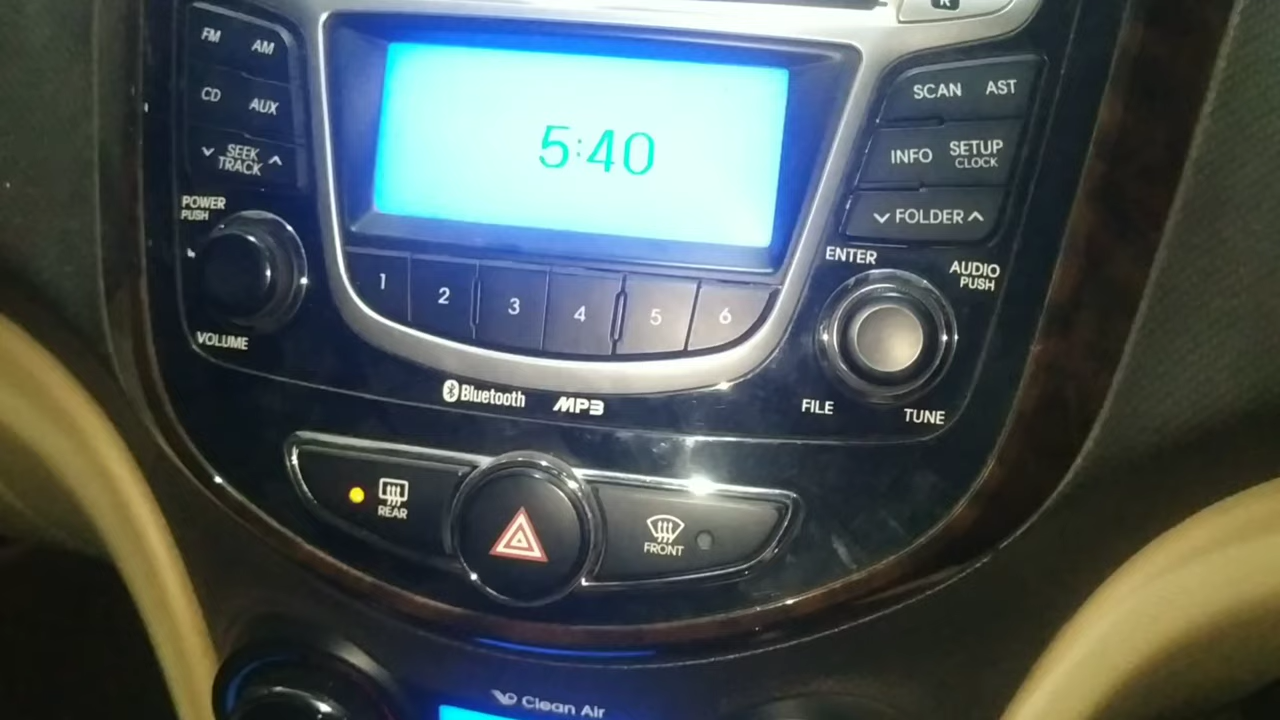 R
FM AM
CD AUX
SEEK
TRACK
POWER
PUSH
VOLUME
5:40
1 2 3 4 5 6
SCAN AST
INFO SETUP
CLOCK
FOLDER
ENTER
AUDIO
PUSH
FILE TUNE
Bluetooth MP3
REAR
FRONT
Clean Air